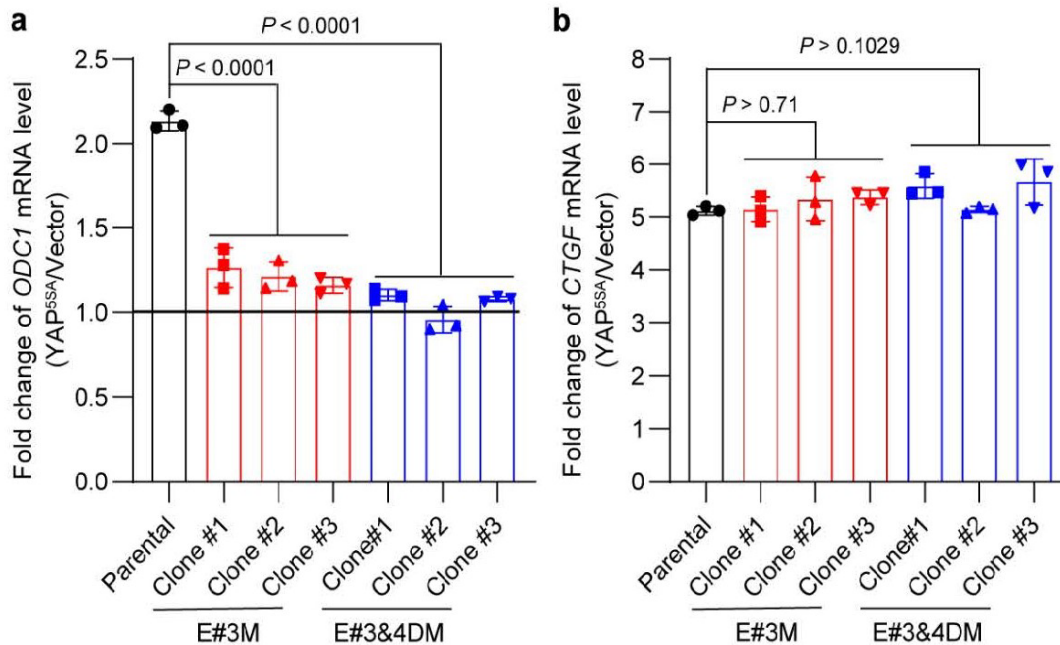 a
P < 0.0001
P < 0.0001
Fold change of ODC1 mRNA level
(YAP5SA/Vector)
2.5
2.0
1.5
1.0
0.5
0.0
Parental
Clone #1
Clone #2
Clone #3
Clone#1
Clone #2
Clone #3
E#3M
E#3&4DM
b
P > 0.1029
P > 0.71
Fold change of CTGF mRNA level
(YAP5SA/Vector)
8
7
6
5
4
3
2
1
0
Parental
Clone #1
Clone #2
Clone #3
Clone#1
Clone #2
Clone #3
E#3M
E#3&4DM